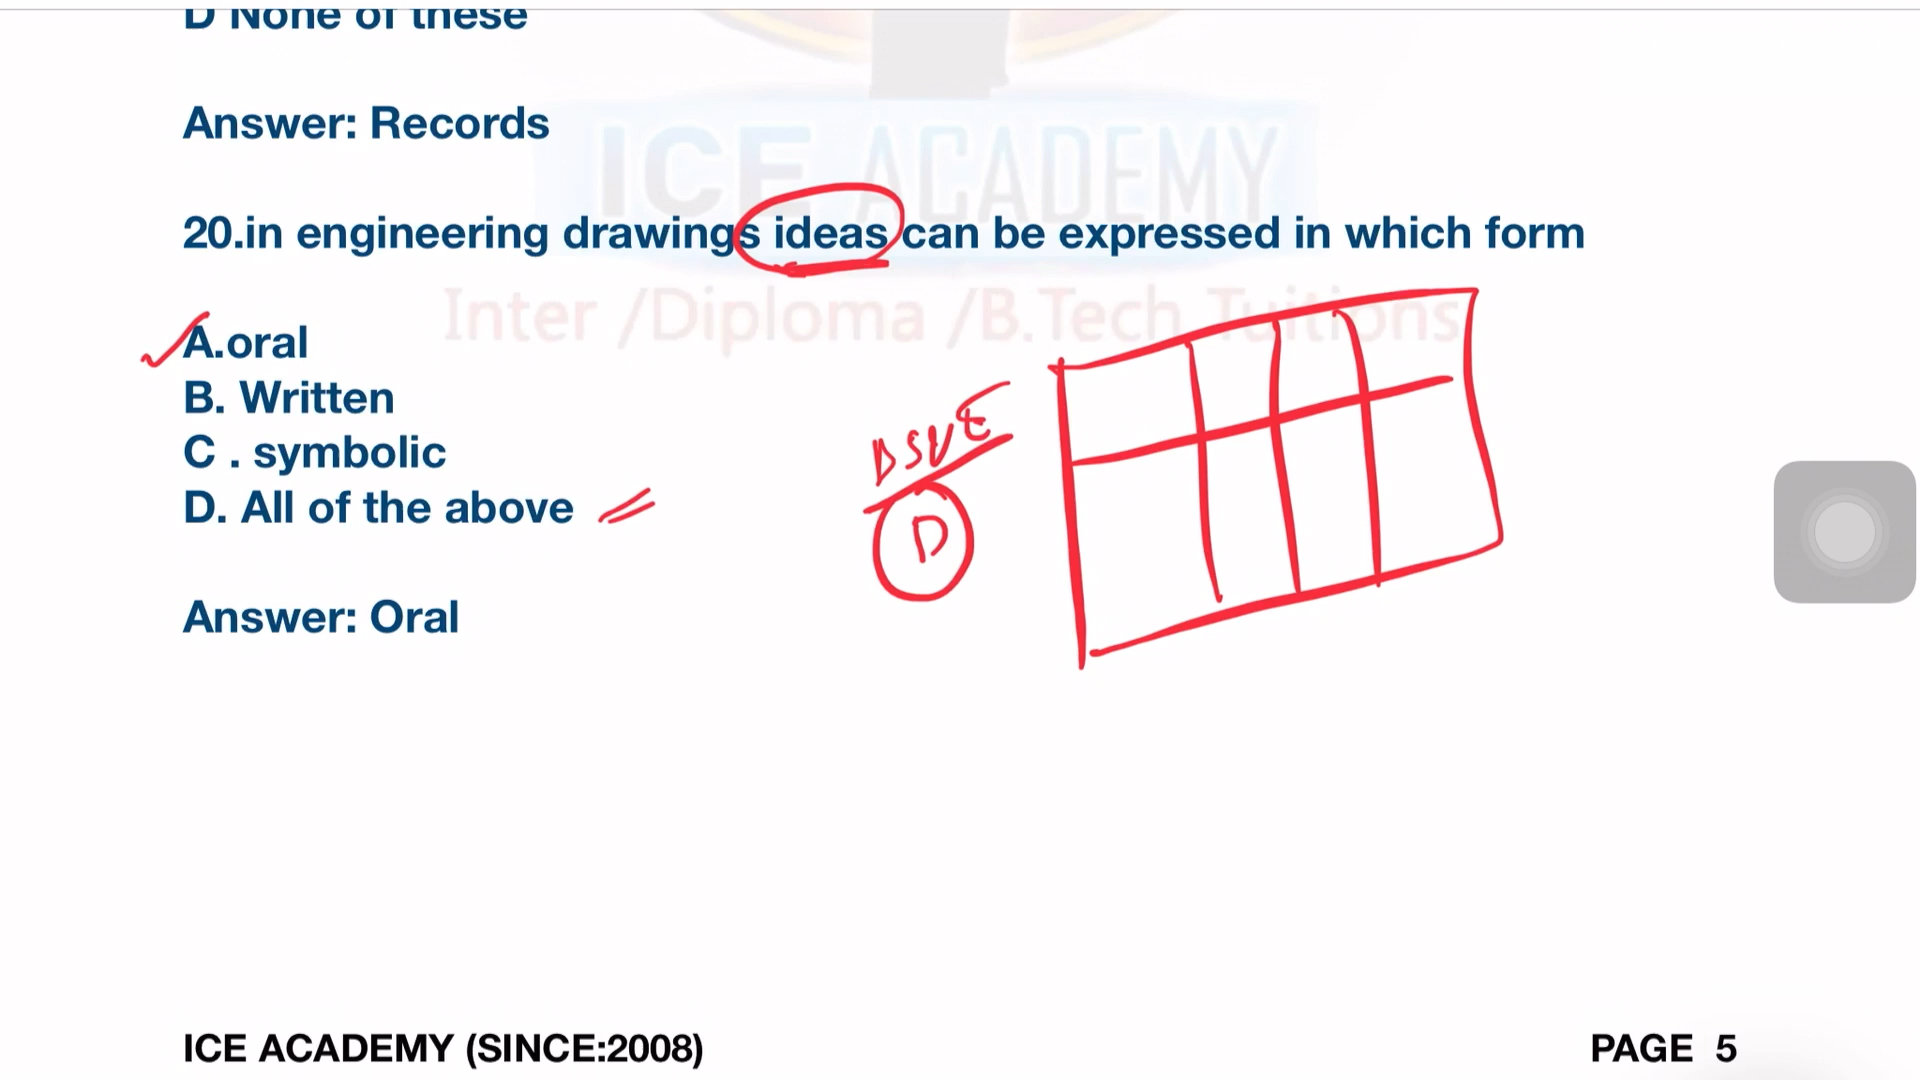 D None of these
Answer: Records
ICE ACADEMY
20.in engineering drawings ideas can be expressed in which form
Inter /Diploma /B.Tech Tuitions
A.oral
B. Written
C . symbolic
D. All of the above
D
Answer: Oral
ICE ACADEMY (SINCE:2008)
PAGE 5